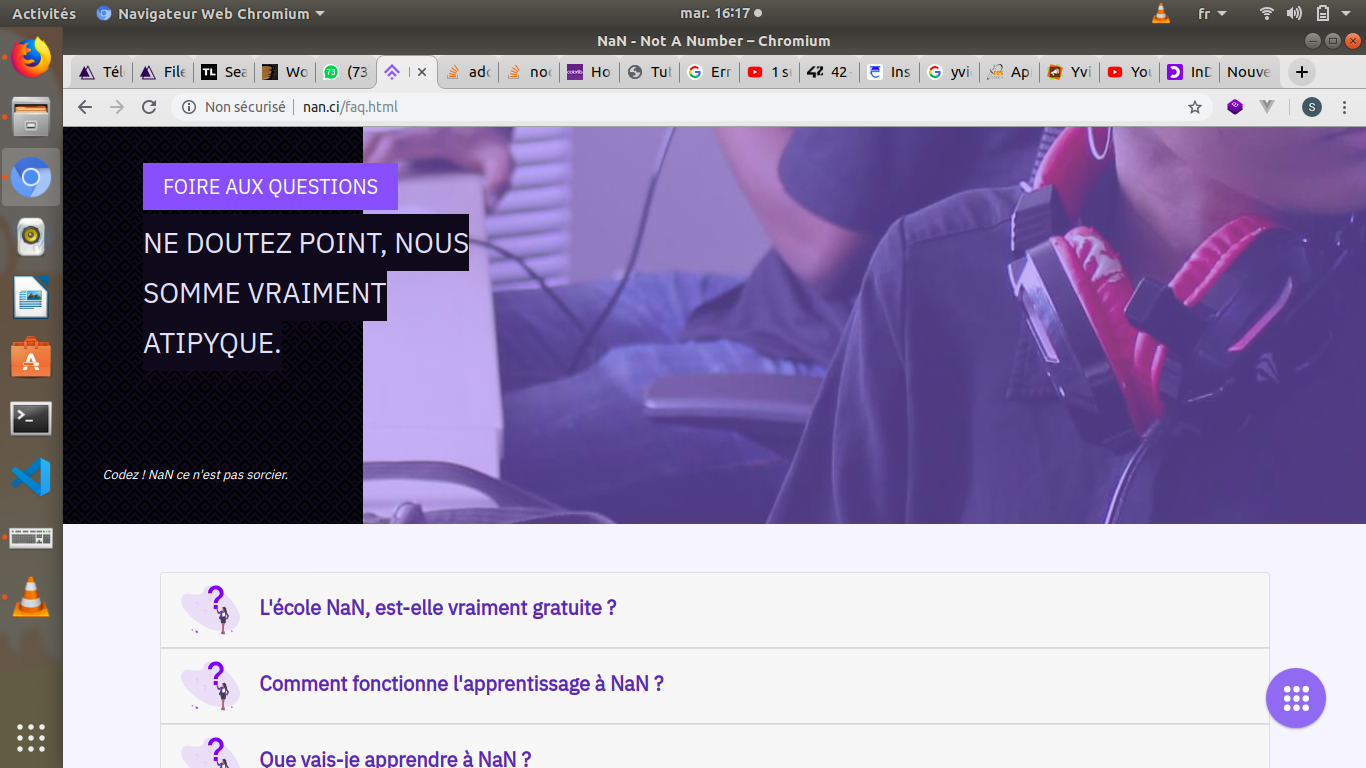 Activités Navigateur Web Chromium mar. 16:17 fr
NaN - Not A Number – Chromium
Tél File Sea Wo (73 add noc Ho Tut Err 1 su 42 Ins yvi Ap Yvi You InD Nouve
Non sécurisé nan.ci/faq.html S
FOIRE AUX QUESTIONS
NE DOUTEZ POINT, NOUS
SOMME VRAIMENT
ATIPYQUE.
Codez ! NaN ce n'est pas sorcier.
L'école NaN, est-elle vraiment gratuite ?
Comment fonctionne l'apprentissage à NaN ?
Que vais-je apprendre à NaN ?